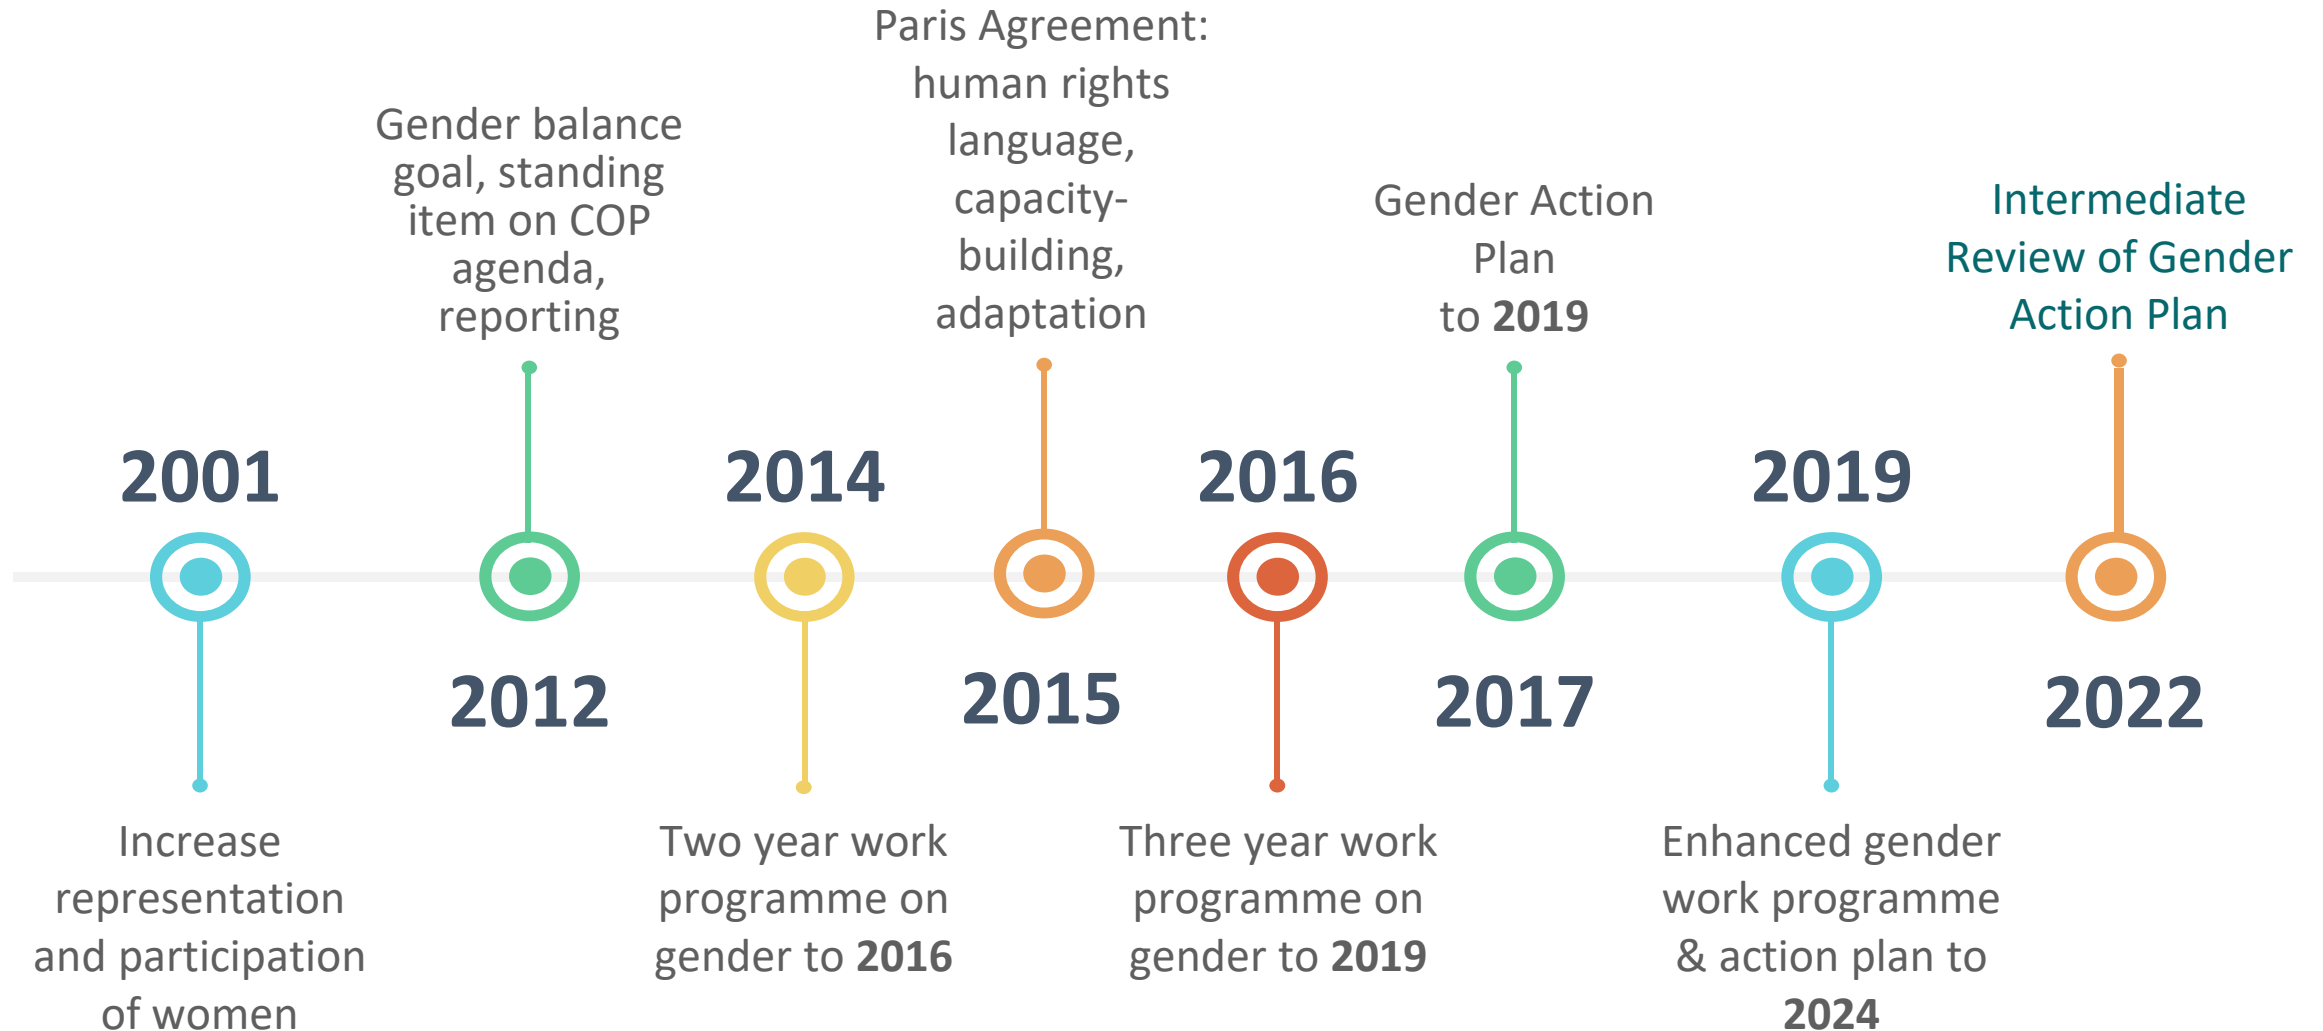 2001
Increase
representation
and participation
of women
Gender balance
goal, standing
item on COP
agenda,
reporting
2012
2014
Two year work
programme on
gender to 2016
Paris Agreement:
human rights
language,
capacity-
building,
adaptation
2015
2016
Three year work
programme on
gender to 2019
Gender Action
Plan
to 2019
2017
2019
Enhanced gender
work programme
& action plan to
2024
Intermediate
Review of Gender
Action Plan
2022